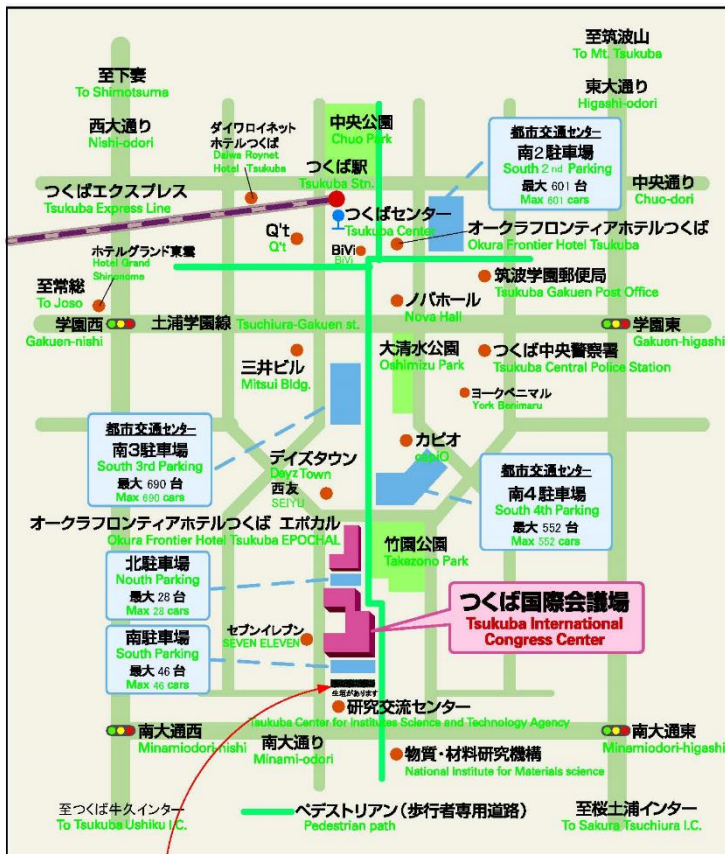 至筑波山
To Mt. Tsukuba
至下妻
To Shimotsuma
東大通り
Higashi-odori
西大通り
Nishi-odori
ダイワロイネット
ホテルつくば
Daiwa Roynet
Hotel Tsukuba
中央公園
Chuo Park
都市交通センター
南2駐車場
South 2nd Parking
最大 601 台
Max 601 cars
つくば駅
Tsukuba Stn.
中央通り
Chuo-dori
つくばエクスプレス
Tsukuba Express Line
つくばセンター
Tsukuba Center
Q't
Q't
BiVi
BiVi
オークラフロンティアホテルつくば
Okura Frontier Hotel Tsukuba
ホテルグランド東雲
Hotel Grand
Shinonome
至常総
To Joso
筑波学園郵便局
Tsukuba Gakuen Post Office
ノバホール
Nova Hall
学園西
Gakuen-nishi
土浦学園線 Tsuchiura-Gakuen st.
学園東
Gakuen-higashi
三井ビル
Mitsui Bldg.
大清水公園
Oshimizu Park
つくば中央警察署
Tsukuba Central Police Station
ヨークベニマル
York Benimaru
都市交通センター
南3駐車場
South 3rd Parking
最大 690 台
Max 690 cars
デイズタウン
Dayz Town
西友
SEIYU
カピオ
capiO
都市交通センター
南4駐車場
South 4th Parking
最大 552 台
Max 552 cars
オークラフロンティアホテルつくば エポカル
Okura Frontier Hotel Tsukuba EPOCHAL
竹園公園
Takezono Park
北駐車場
Nouth Parking
最大 28 台
Max 28 cars
つくば国際会議場
Tsukuba International
Congress Center
セブンイレブン
SEVEN ELEVEN
南駐車場
South Parking
最大 46 台
Max 46 cars
生垣があります
研究交流センター
Tsukuba Center for Institutes Science and Technology Agency
南大通西
Minamiodori-nishi
南大通り
Minami-odori
南大通東
Minamiodori-higashi
物質・材料研究機構
National Institute for Materials science
至つくば牛久インター
To Tsukuba Ushiku I.C.
ペデストリアン(歩行者専用道路)
Pedestrian path
至桜土浦インター
To Sakura Tsuchiura I.C.